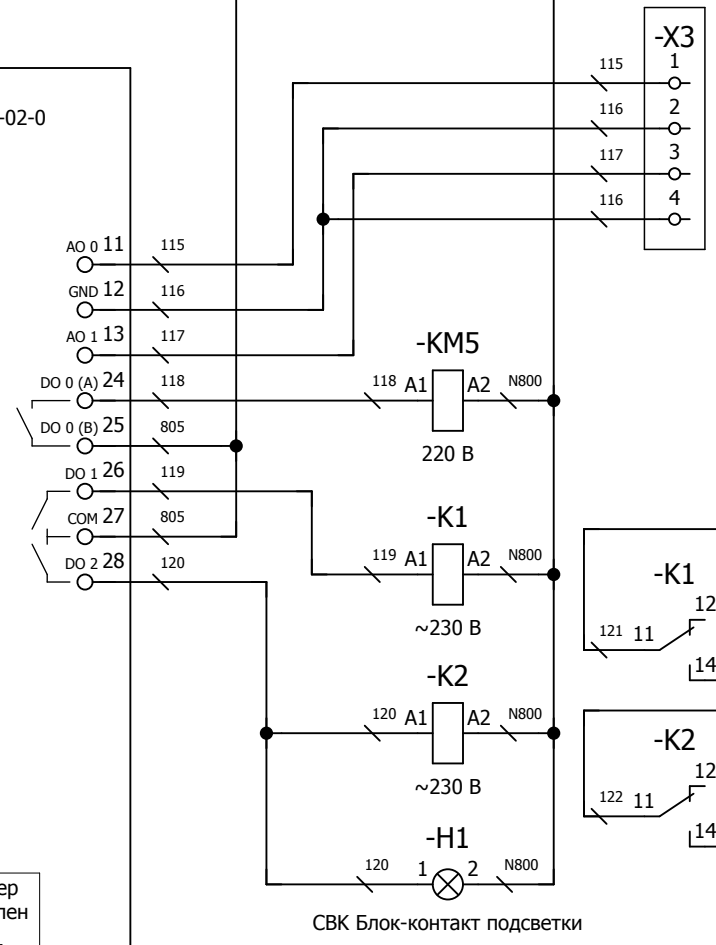 -X3
1
115
-02-0
116
2
117
3
116
4
AO 0 11
115
GND 12
116
AO 1 13
117
-KM5
DO 0 (A) 24
118
118
A1
A2
N800
DO 0 (B) 25
805
220 В
DO 1 26
119
-K1
COM 27
805
119
A1
A2
N800
-K1
DO 2 28
120
12
~230 В
121
11
14
-K2
120
A1
A2
N800
-K2
12
~230 В
122
11
14
-H1
120
1
2
N800
ер
лен
СВК Блок-контакт подсветки